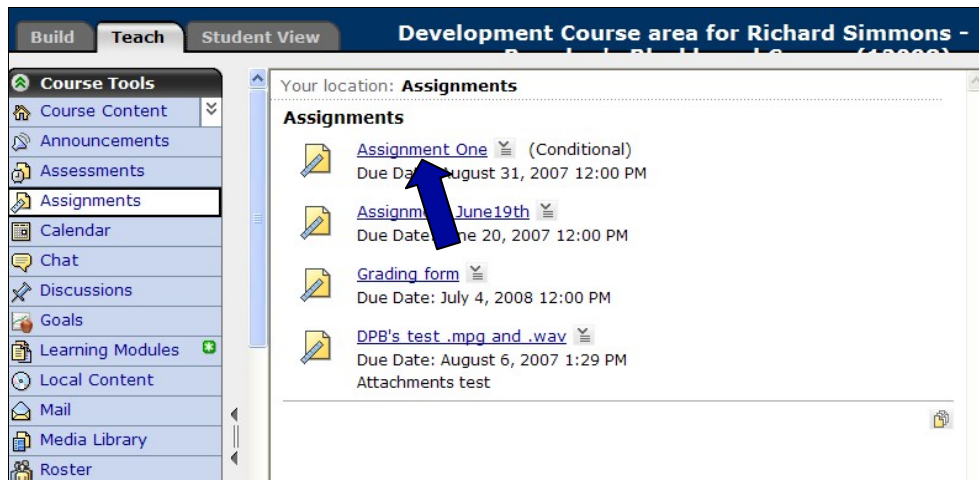 Build Teach Student View
Development Course area for Richard Simmons -
Course Tools
Course Content
Announcements
Assessments
Assignments
Calendar
Chat
Discussions
Goals
Learning Modules
Local Content
Mail
Media Library
Roster
Your location: Assignments
Assignments
Assignment One (Conditional)
Due August 31, 2007 12:00 PM
June19th
Due Date: 20, 2007 12:00 PM
Grading form
Due Date: July 4, 2008 12:00 PM
DPB's test .mpg and .wav
Due Date: August 6, 2007 1:29 PM
Attachments test